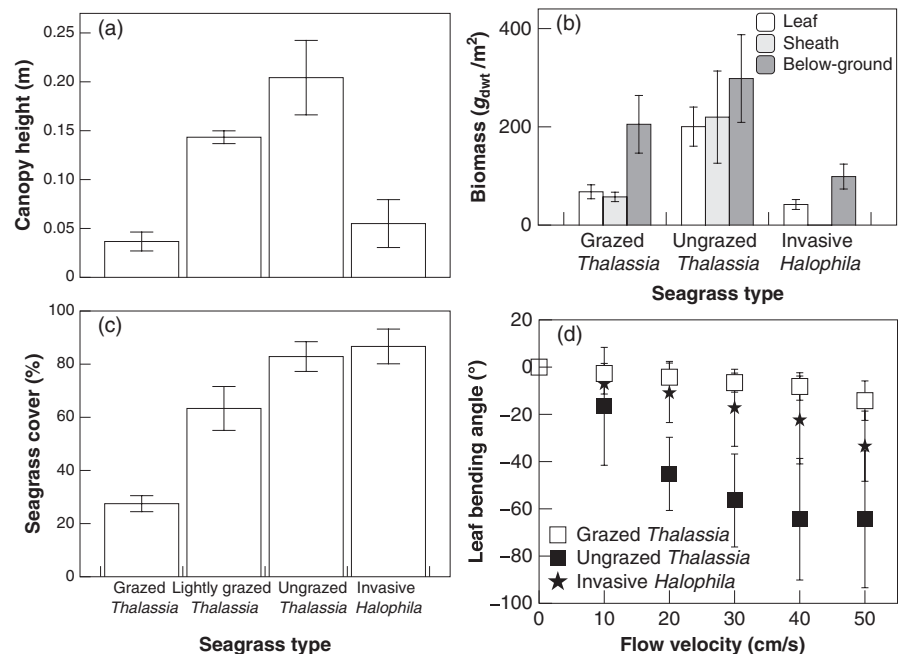 (a)
0.25
0.20
0.15
0.10
0.05
0
Canopy height (m)
(b)
Leaf
Sheath
Below-ground
400
200
0
Biomass (g_dwt /m²)
Grazed Ungrazed Invasive
Thalassia Thalassia Halophila
Seagrass type
(c)
100
80
60
40
20
0
Seagrass cover (%)
Grazed Lightly grazed Ungrazed Invasive
Thalassia Thalassia Thalassia Halophila
Seagrass type
(d)
20
0
−20
−40
−60
−80
−100
Leaf bending angle (°)
Grazed Thalassia
Ungrazed Thalassia
Invasive Halophila
0 10 20 30 40 50
Flow velocity (cm/s)